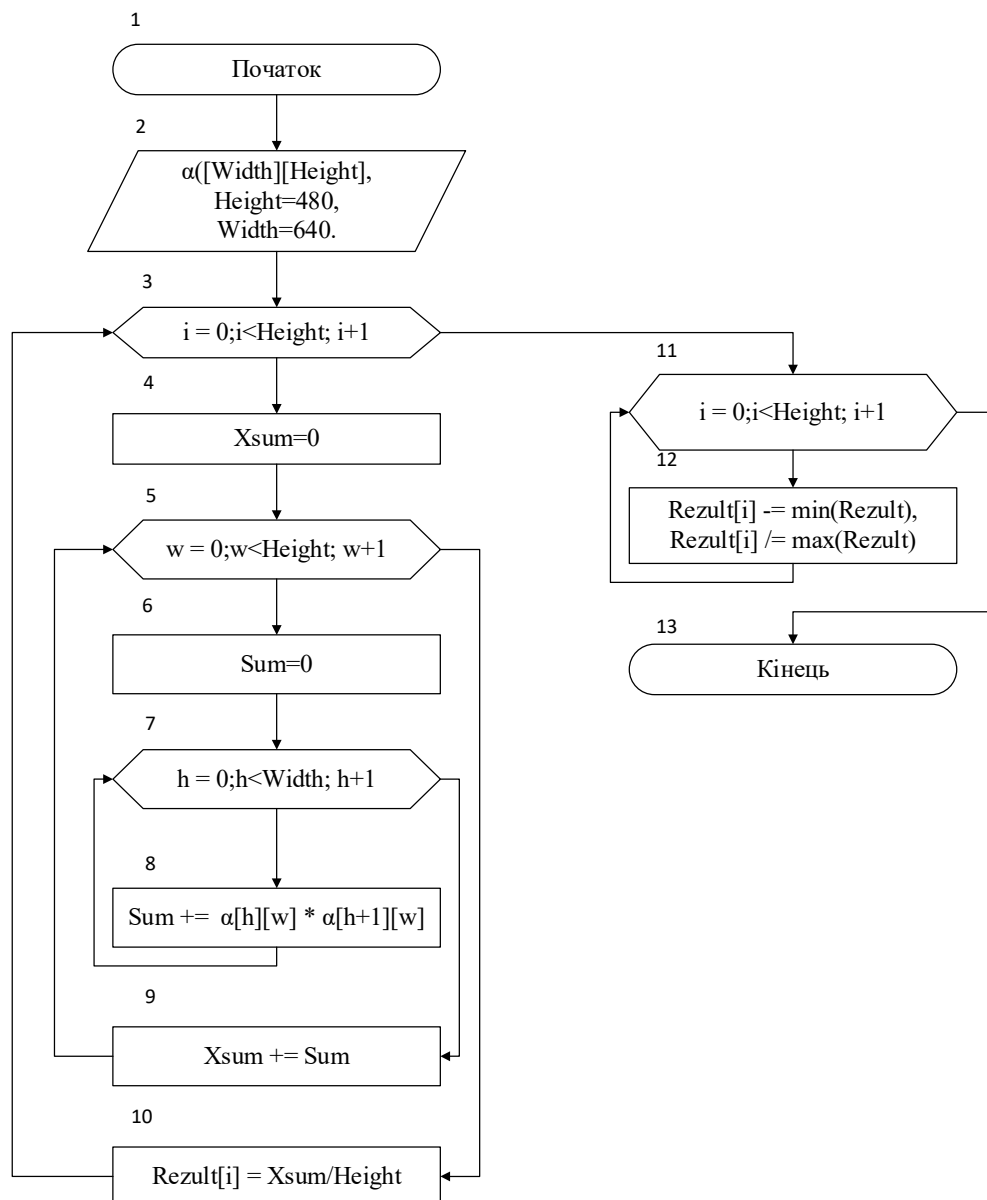 1
Початок
2
α([Width][Height],
Height=480,
Width=640.
3
i = 0;i<Height; i+1
4
Xsum=0
5
w = 0;w<Height; w+1
6
Sum=0
7
h = 0;h<Width; h+1
8
Sum += α[h][w] * α[h+1][w]
9
Xsum += Sum
10
Rezult[i] = Xsum/Height
11
i = 0;i<Height; i+1
12
Rezult[i] -= min(Rezult),
Rezult[i] /= max(Rezult)
13
Кінець